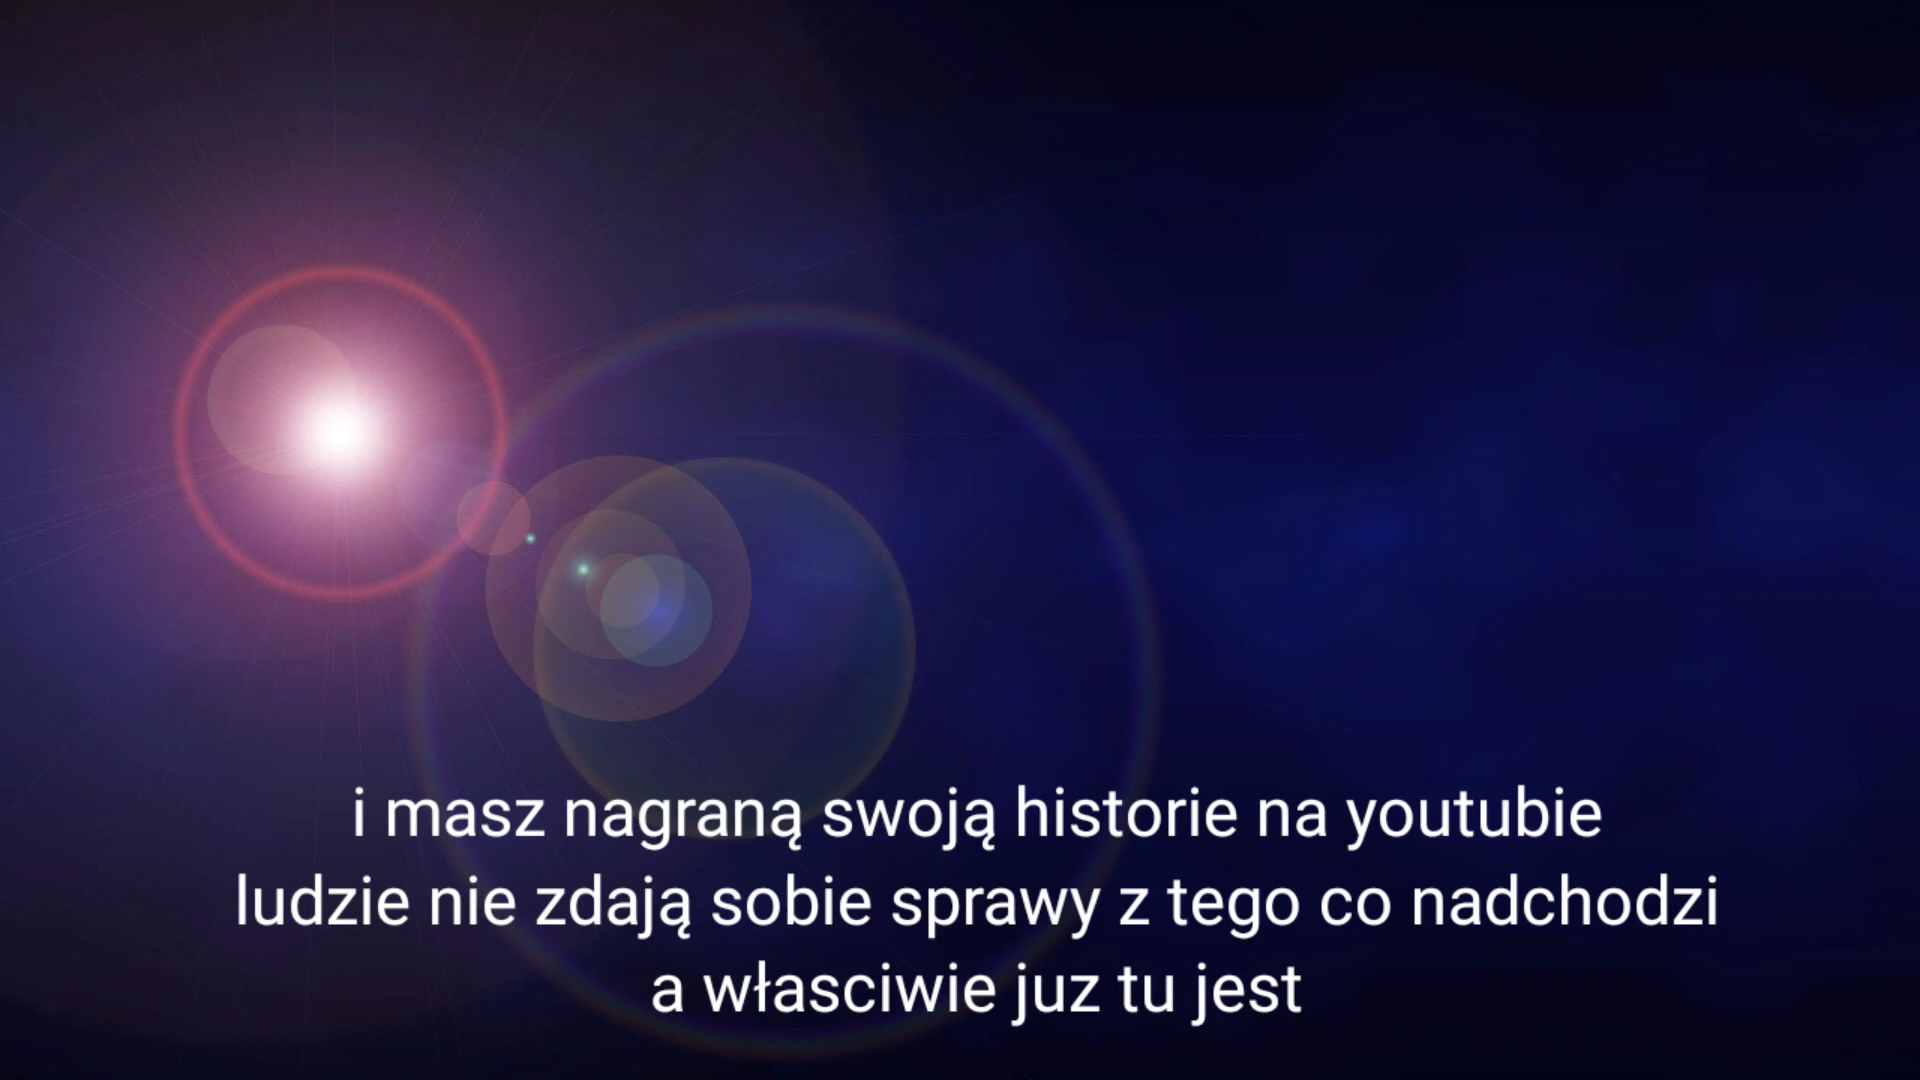 i masz nagraną swoją historie na youtubie
ludzie nie zdają sobie sprawy z tego co nadchodzi
a własciwie juz tu jest